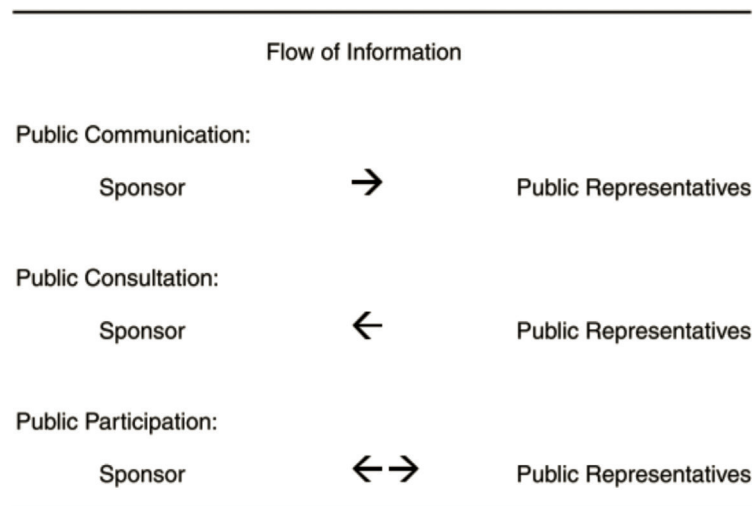 Flow of Information
Public Communication:
Sponsor → Public Representatives
Public Consultation:
Sponsor ← Public Representatives
Public Participation:
Sponsor ←→ Public Representatives